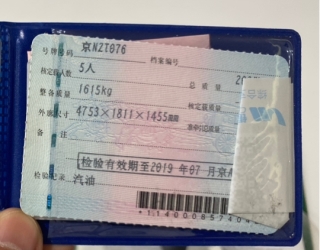 号牌号码 京NZT076 档案编号
核定载人数 5人 总质量
整备质量 1615kg 核定载质量
外廓尺寸 4753×1811×1455 准牵引总质量
备注
检验有效期至2019年07月京
检验记录 汽油